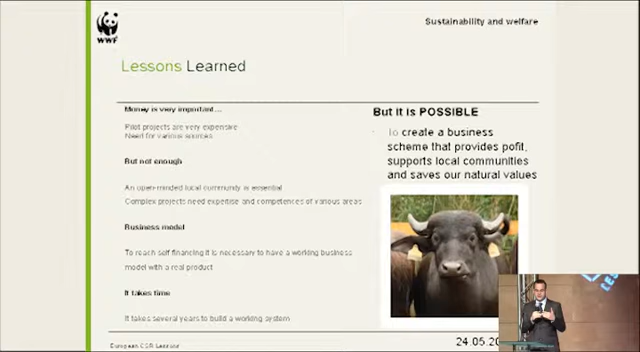 WWF
Sustainability and welfare
Lessons Learned
Money is very important...
Pilot projects are very expensive
Need for various sources
But not enough
An open-minded local community is essential
Complex projects need expertise and competences of various areas
Business model
To reach self financing it is necessary to have a working business
model with a real product
It takes time
It takes several years to build a working system
But it is POSSIBLE
To create a business
scheme that provides pofit,
supports local communities
and saves our natural values
European CSR Lessons
24.05.20